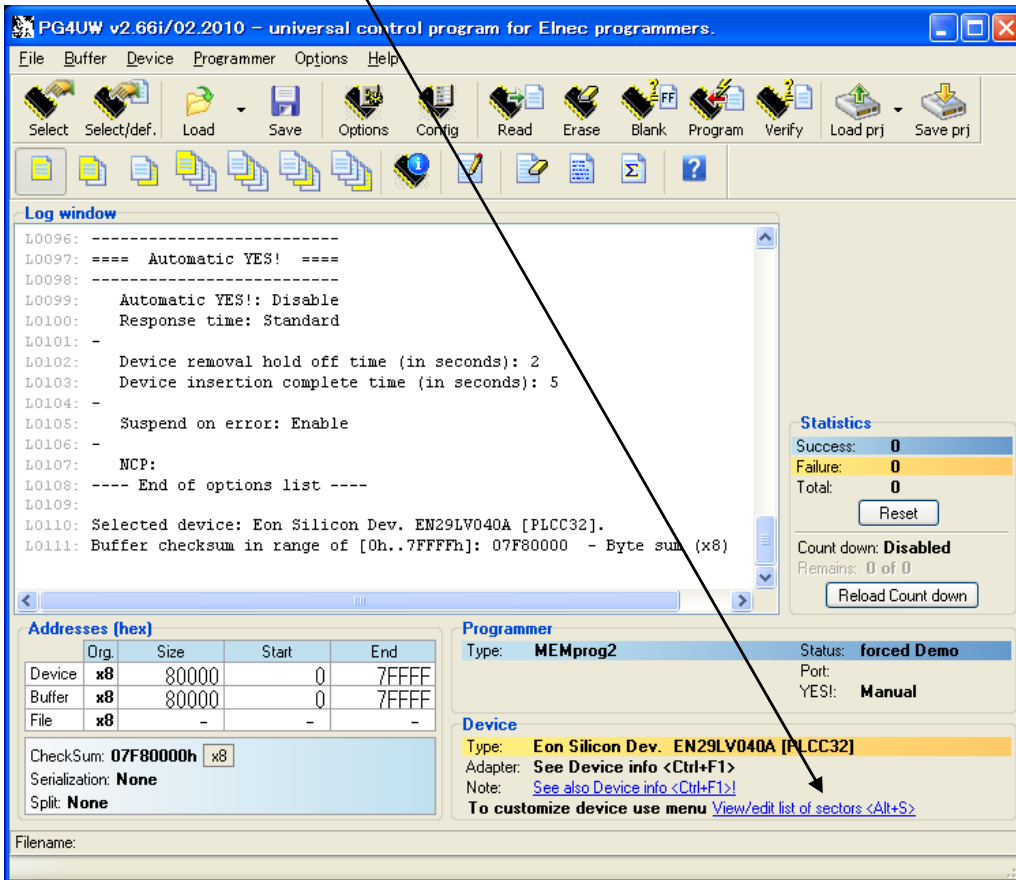 PG4UW v2.66i/02.2010 – universal control program for Elnec programmers.
File Buffer Device Programmer Options Help
Select Select/def. Load Save Options Config Read Erase Blank Program Verify Load prj Save prj
Log window
L0096: --------------------------
L0097: ==== Automatic YES! ====
L0098: --------------------------
L0099: Automatic YES!: Disable
L0100: Response time: Standard
L0101: -
L0102: Device removal hold off time (in seconds): 2
L0103: Device insertion complete time (in seconds): 5
L0104: -
L0105: Suspend on error: Enable
L0106: -
L0107: NCP:
L0108: ---- End of options list ----
L0109:
L0110: Selected device: Eon Silicon Dev. EN29LV040A [PLCC32].
L0111: Buffer checksum in range of [0h..7FFFFh]: 07F80000 - Byte sum (x8)
Statistics
Success: 0
Failure: 0
Total: 0
Reset
Count down: Disabled
Remains: 0 of 0
Reload Count down
Addresses (hex)
Org. Size Start End
Device x8 80000 0 7FFFF
Buffer x8 80000 0 7FFFF
File x8 - - -
CheckSum: 07F80000h x8
Serialization: None
Split: None
Programmer
Type: MEMprog2 Status: forced Demo
Port:
YES!: Manual
Device
Type: Eon Silicon Dev. EN29LV040A [PLCC32]
Adapter: See Device info <Ctrl+F1>
Note: See also Device info <Ctrl+F1>!
To customize device use menu View/edit list of sectors <Alt+S>
Filename: